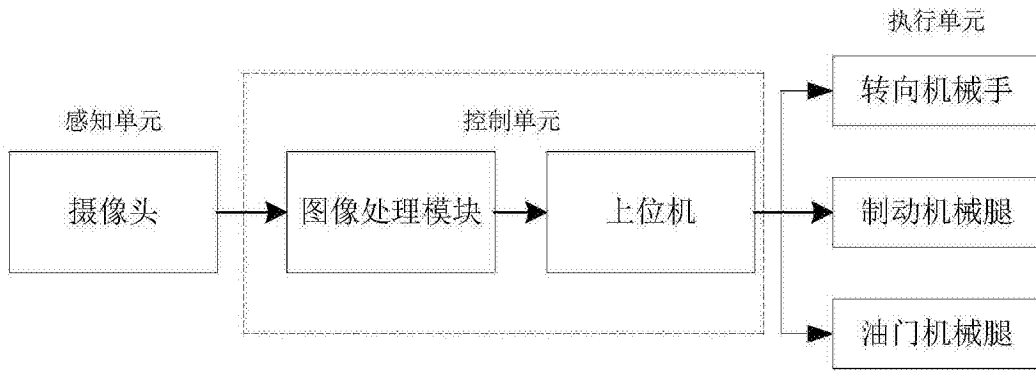 执行单元
转向机械手
感知单元
控制单元
摄像头
图像处理模块
上位机
制动机械腿
油门机械腿